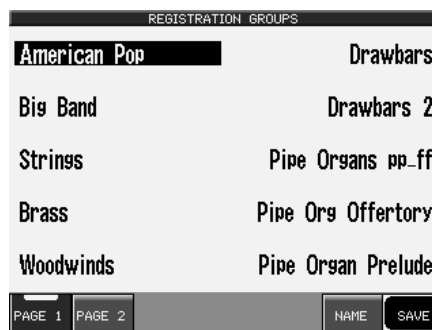 REGISTRATION GROUPS
American Pop Drawbars
Big Band Drawbars 2
Strings Pipe Organs pp_ff
Brass Pipe Org Offertory
Woodwinds Pipe Organ Prelude
PAGE 1 PAGE 2 NAME SAVE